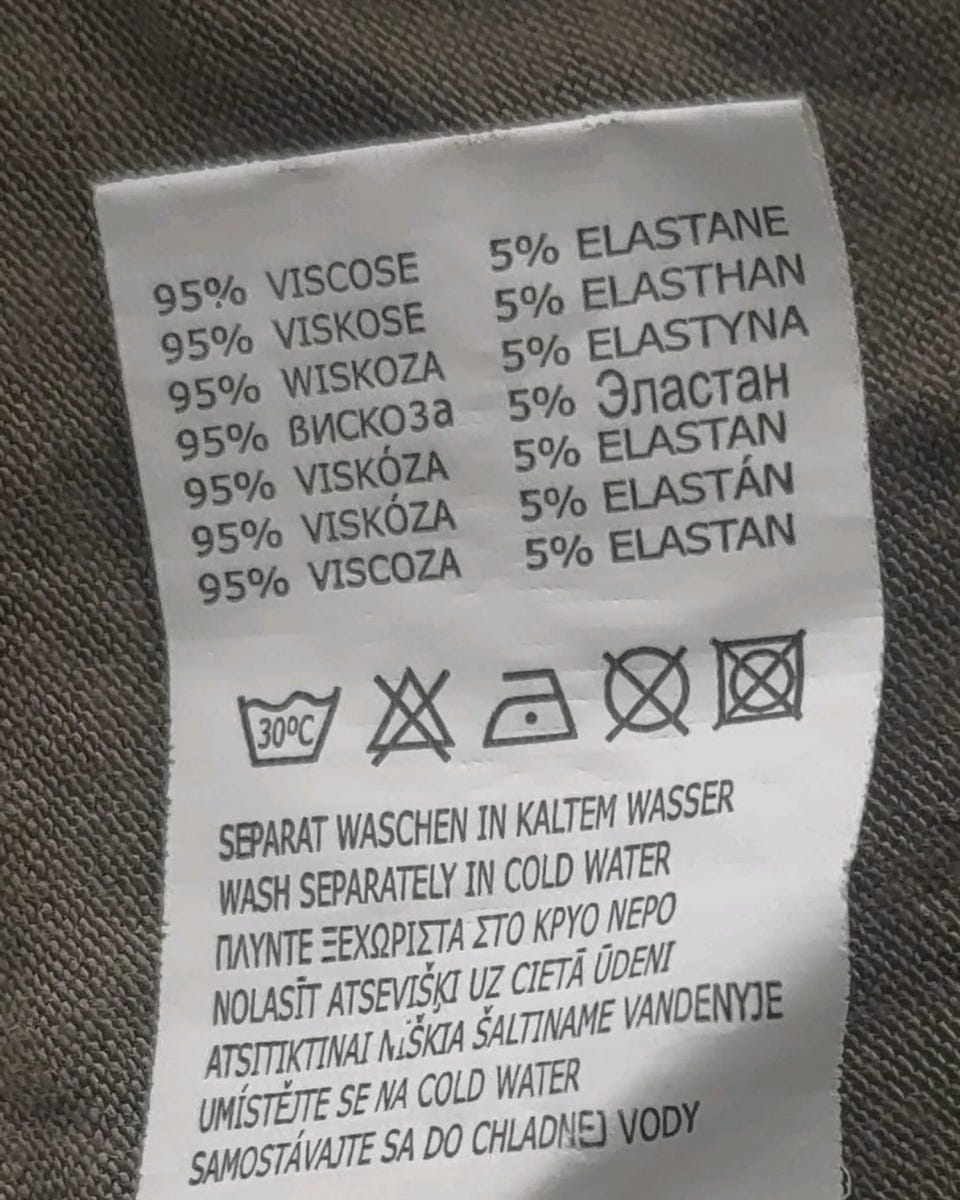 95% VISCOSE 5% ELASTANE
95% VISKOSE 5% ELASTHAN
95% WISKOZA 5% ELASTYNA
95% ВИСКОЗа 5% Эластан
95% VISKÓZA 5% ELASTAN
95% VISKÓZA 5% ELASTÁN
95% VISCOZA 5% ELASTAN
30ºC
SEPARAT WASCHEN IN KALTEM WASSER
WASH SEPARATELY IN COLD WATER
ΠΛΥΝΤΕ ΞΕΧΩΡΙΣΤΑ ΣΤΟ ΚΡΥΟ ΝΕΡΟ
NOLASĪT ATSEVIŠĶI UZ CIETĀ ŪDENI
ATSITIKTINAI ŠALTINAME VANDENYJE
UMÍSTĚJTE SE NA COLD WATER
SAMOSTÁVAJTE SA DO CHLADNEJ VODY